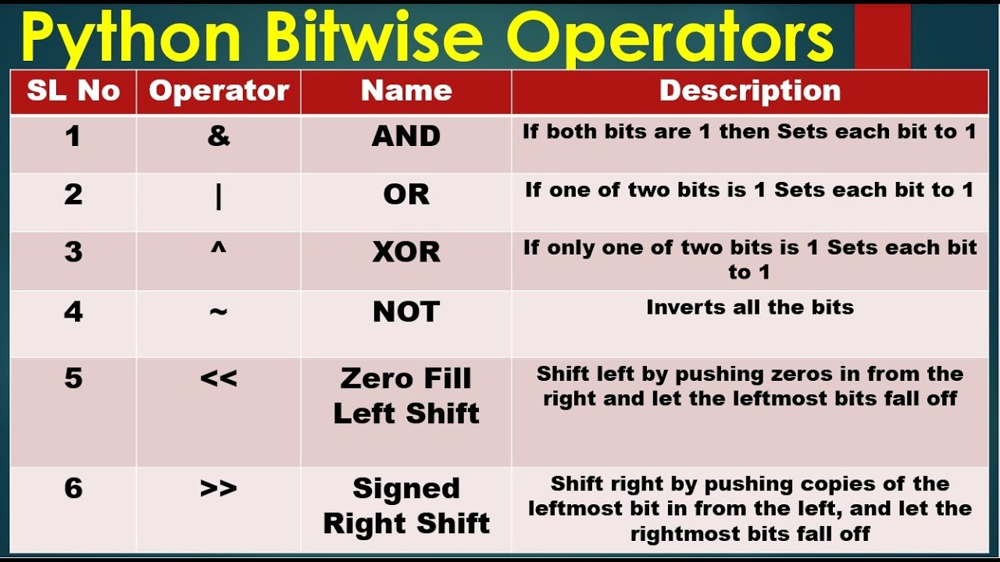 Python Bitwise Operators
SL No Operator Name Description
1 & AND If both bits are 1 then Sets each bit to 1
2 | OR If one of two bits is 1 Sets each bit to 1
3 ^ XOR If only one of two bits is 1 Sets each bit
to 1
4 ~ NOT Inverts all the bits
5 << Zero Fill
Left Shift
Shift left by pushing zeros in from the
right and let the leftmost bits fall off
6 >> Signed
Right Shift
Shift right by pushing copies of the
leftmost bit in from the left, and let the
rightmost bits fall off